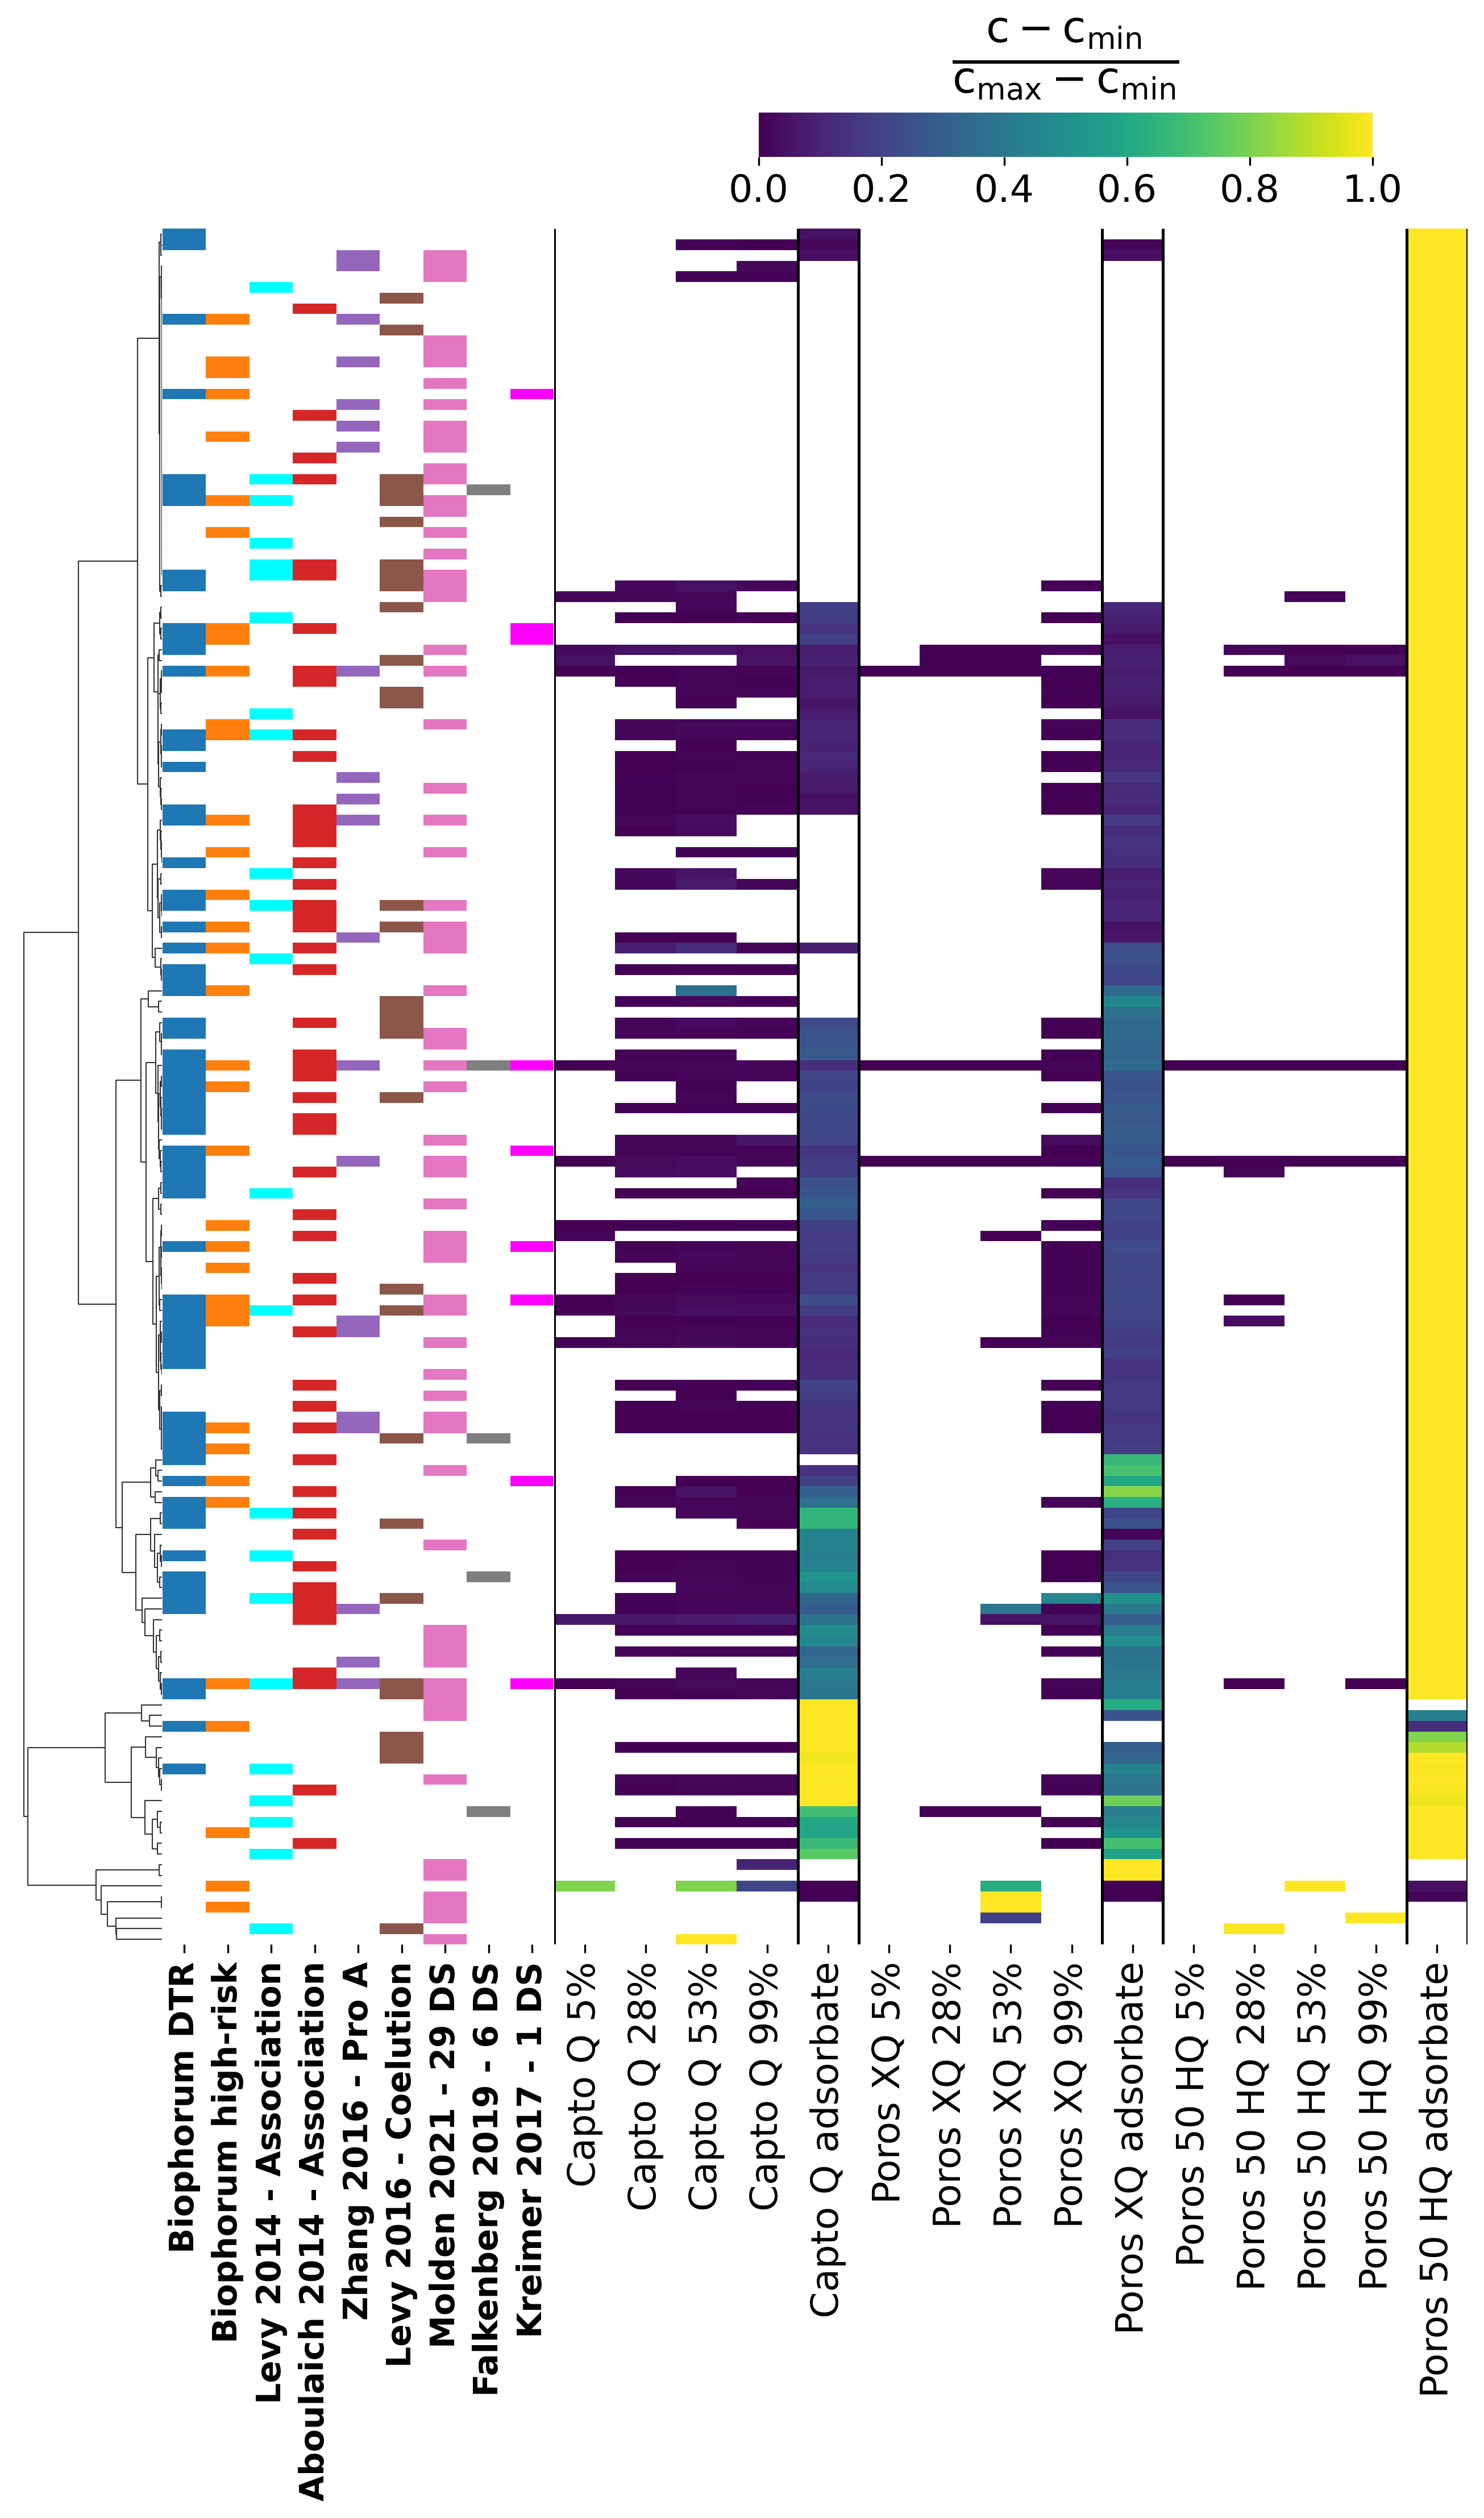 c − cmin
cmax − cmin
0.0 0.2 0.4 0.6 0.8 1.0
Biophorum DTR
Biophorum high-risk
Levy 2014 - Association
Aboulaich 2014 - Association
Zhang 2016 - Pro A
Levy 2016 - Coelution
Molden 2021 - 29 DS
Falkenberg 2019 - 6 DS
Kreimer 2017 - 1 DS
Capto Q 5%
Capto Q 28%
Capto Q 53%
Capto Q 99%
Capto Q adsorbate
Poros XQ 5%
Poros XQ 28%
Poros XQ 53%
Poros XQ 99%
Poros XQ adsorbate
Poros 50 HQ 5%
Poros 50 HQ 28%
Poros 50 HQ 53%
Poros 50 HQ 99%
Poros 50 HQ adsorbate